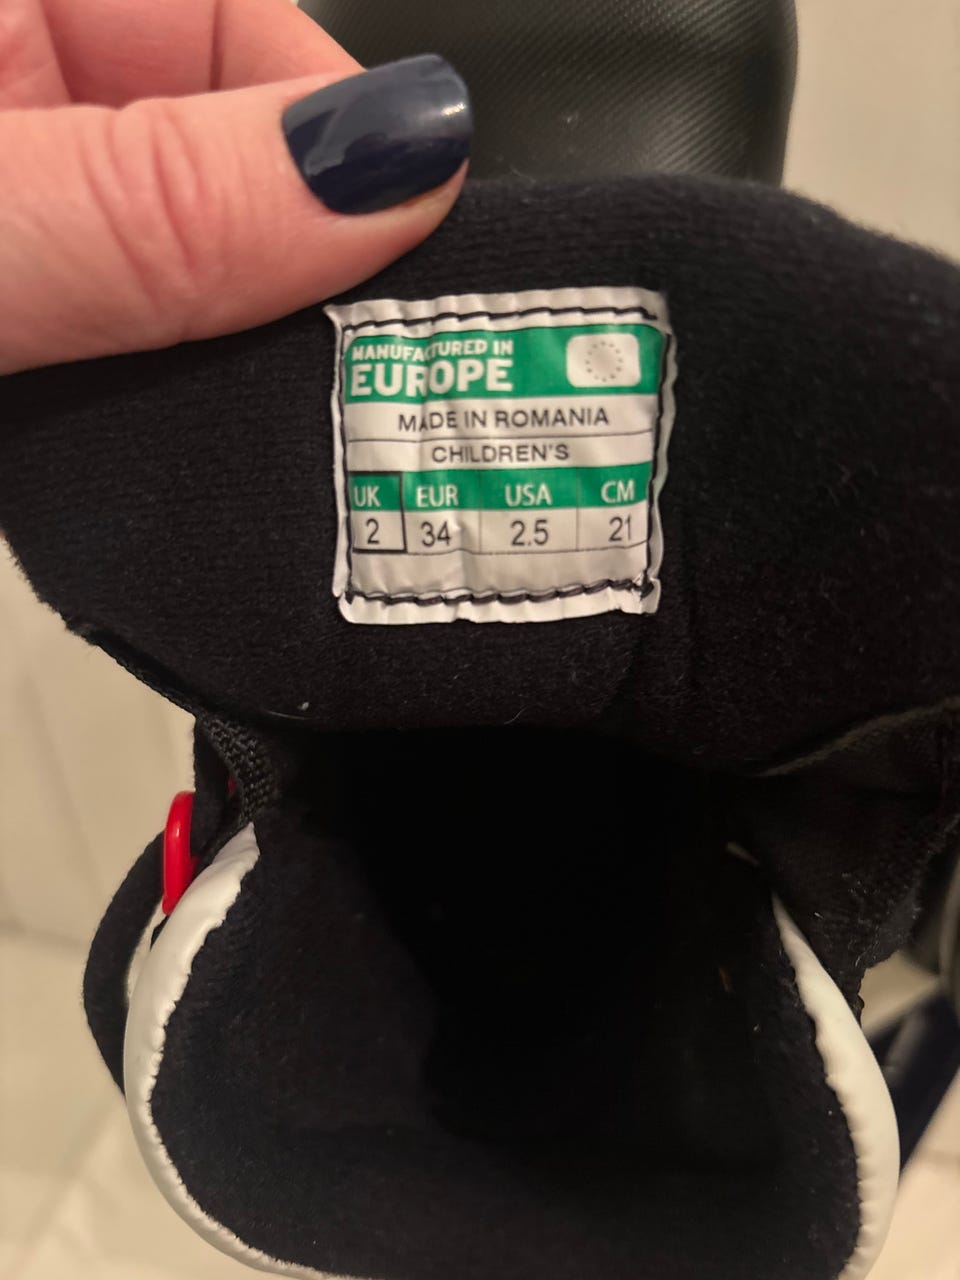 MANUFACTURED IN
EUROPE
MADE IN ROMANIA
CHILDREN'S
UK EUR USA CM
2 34 2.5 21